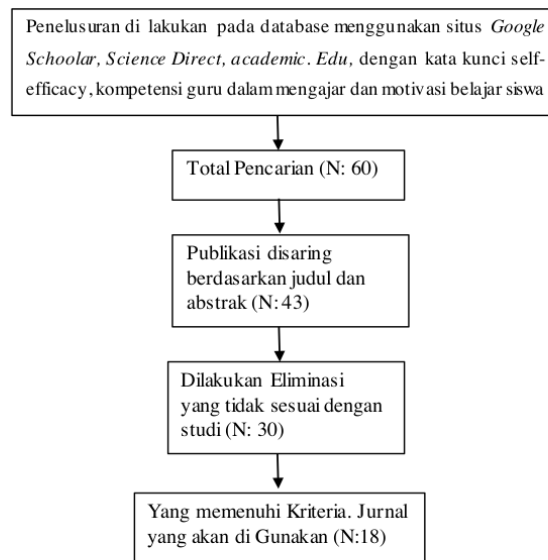 Penelusuran di lakukan pada database menggunakan situs Google
Schoolar, Science Direct, academic. Edu, dengan kata kunci self-
efficacy, kompetensi guru dalam mengajar dan motivasi belajar siswa
Total Pencarian (N: 60)
Publikasi disaring
berdasarkan judul dan
abstrak (N: 43)
Dilakukan Eliminasi
yang tidak sesuai dengan
studi (N: 30)
Yang memenuhi Kriteria. Jurnal
yang akan di Gunakan (N:18)